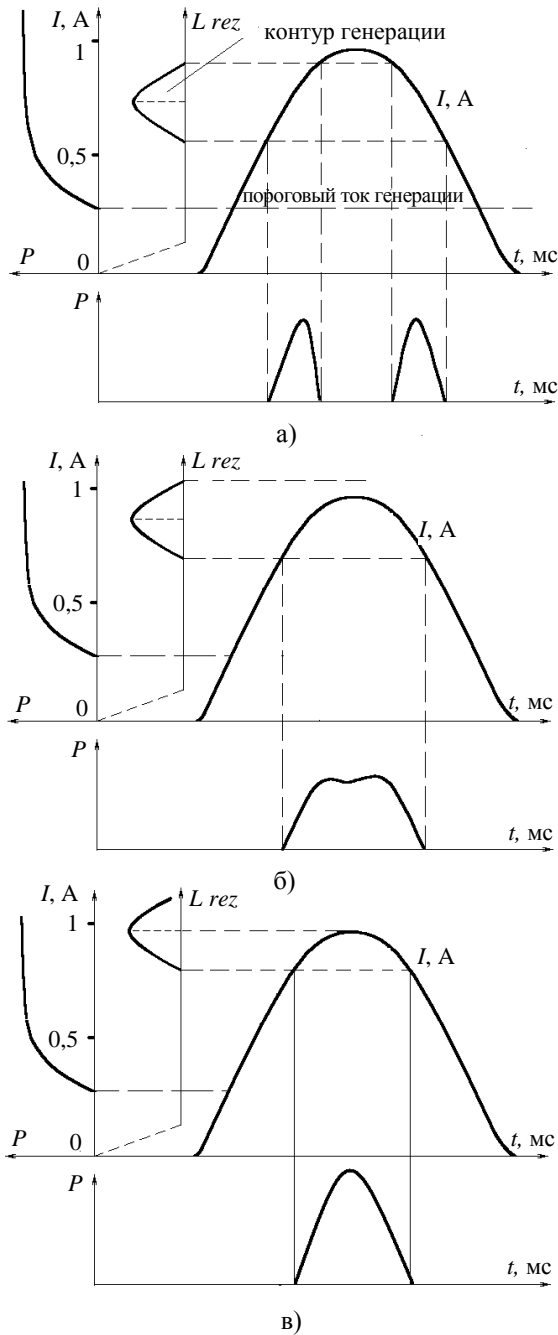 I, А
L rez
контур генерации
1
I, А
0,5
пороговый ток генерации
P
0
t, мс
P
t, мс
а)
I, А
L rez
1
I, А
0,5
P
0
t, мс
P
t, мс
б)
I, А
L rez
1
I, А
0,5
P
0
t, мс
P
t, мс
в)